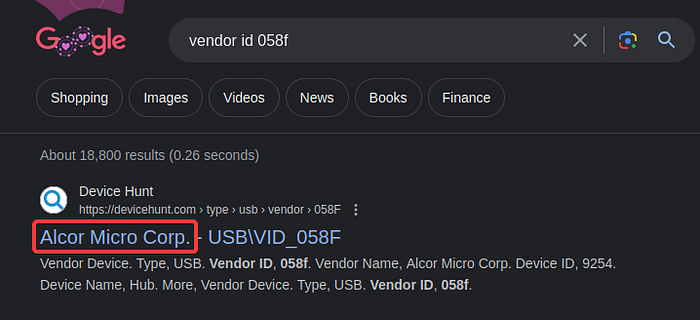 Google
vendor id 058f
Shopping Images Videos News Books Finance
About 18,800 results (0.26 seconds)
Device Hunt
https://devicehunt.com › type › usb › vendor › 058F
Alcor Micro Corp. - USB\VID_058F
Vendor Device. Type, USB. Vendor ID, 058f. Vendor Name, Alcor Micro Corp. Device ID, 9254.
Device Name, Hub. More, Vendor Device. Type, USB. Vendor ID, 058f.